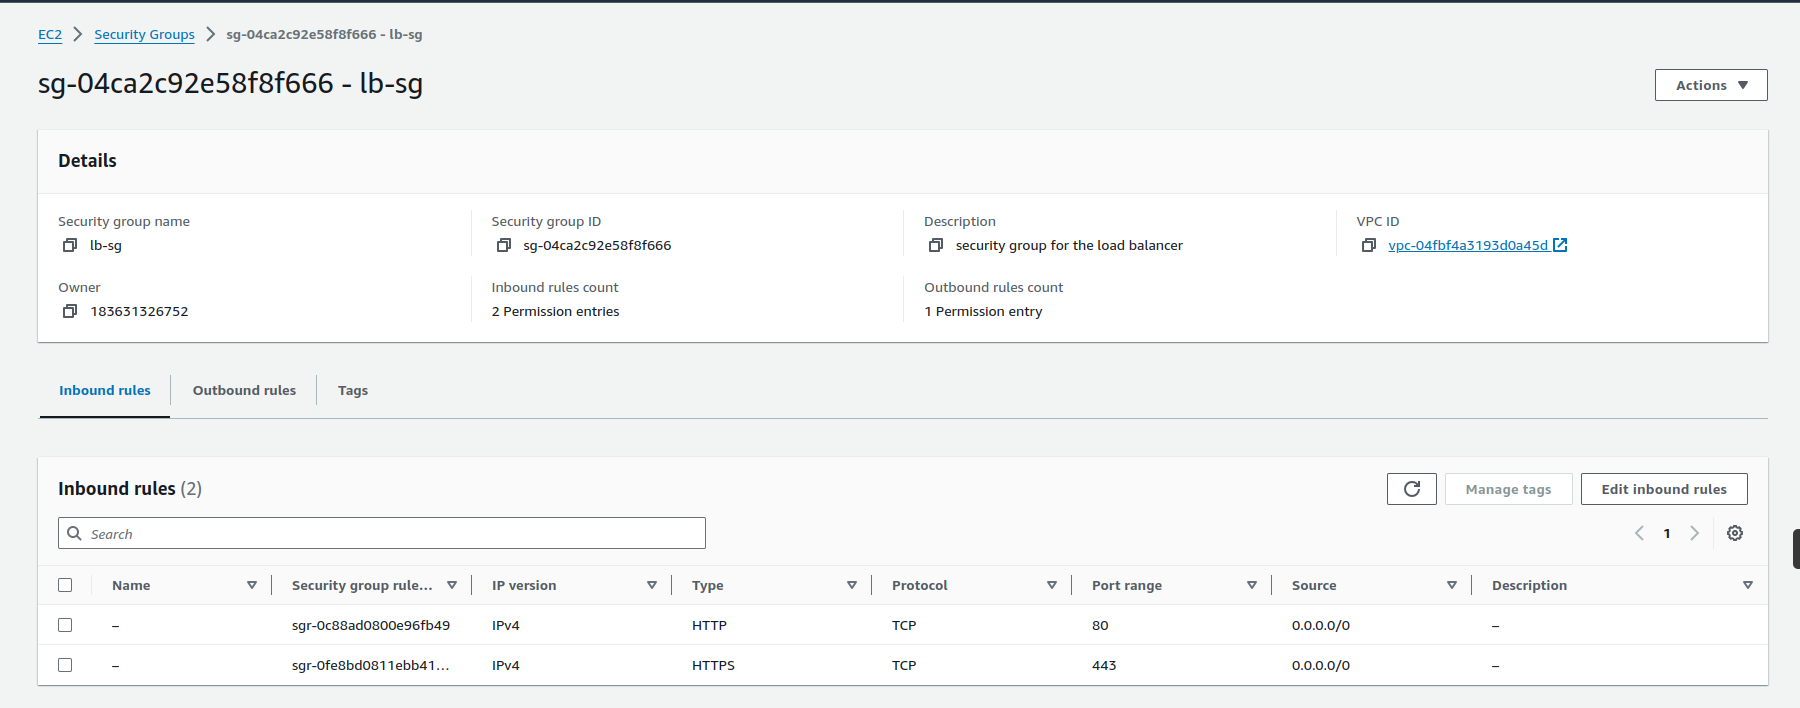 EC2 Security Groups sg-04ca2c92e58f8f666 - lb-sg
sg-04ca2c92e58f8f666 - lb-sg
Actions
Details
Security group name Security group ID Description VPC ID
lb-sg sg-04ca2c92e58f8f666 security group for the load balancer vpc-04fbf4a3193d0a45d
Owner Inbound rules count Outbound rules count
183631326752 2 Permission entries 1 Permission entry
Inbound rules Outbound rules Tags
Inbound rules (2)
Manage tags Edit inbound rules
Search
1
Name Security group rule... IP version Type Protocol Port range Source Description
– sgr-0c88ad0800e96fb49 IPv4 HTTP TCP 80 0.0.0.0/0 –
– sgr-0fe8bd0811ebb41... IPv4 HTTPS TCP 443 0.0.0.0/0 –